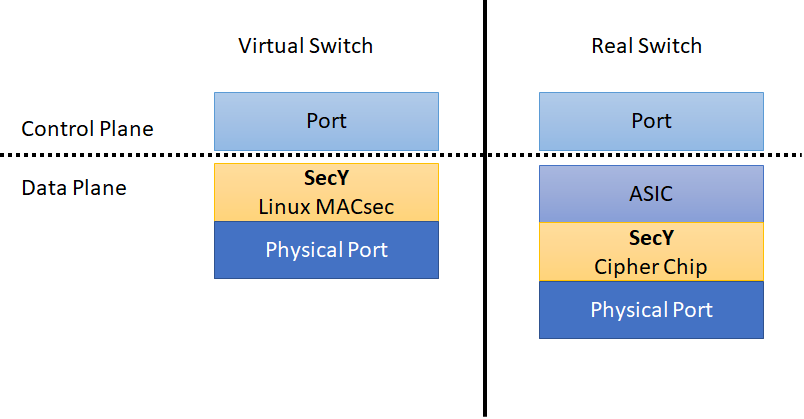 Virtual Switch
Real Switch
Control Plane
Port
Port
Data Plane
SecY
Linux MACsec
Physical Port
ASIC
SecY
Cipher Chip
Physical Port